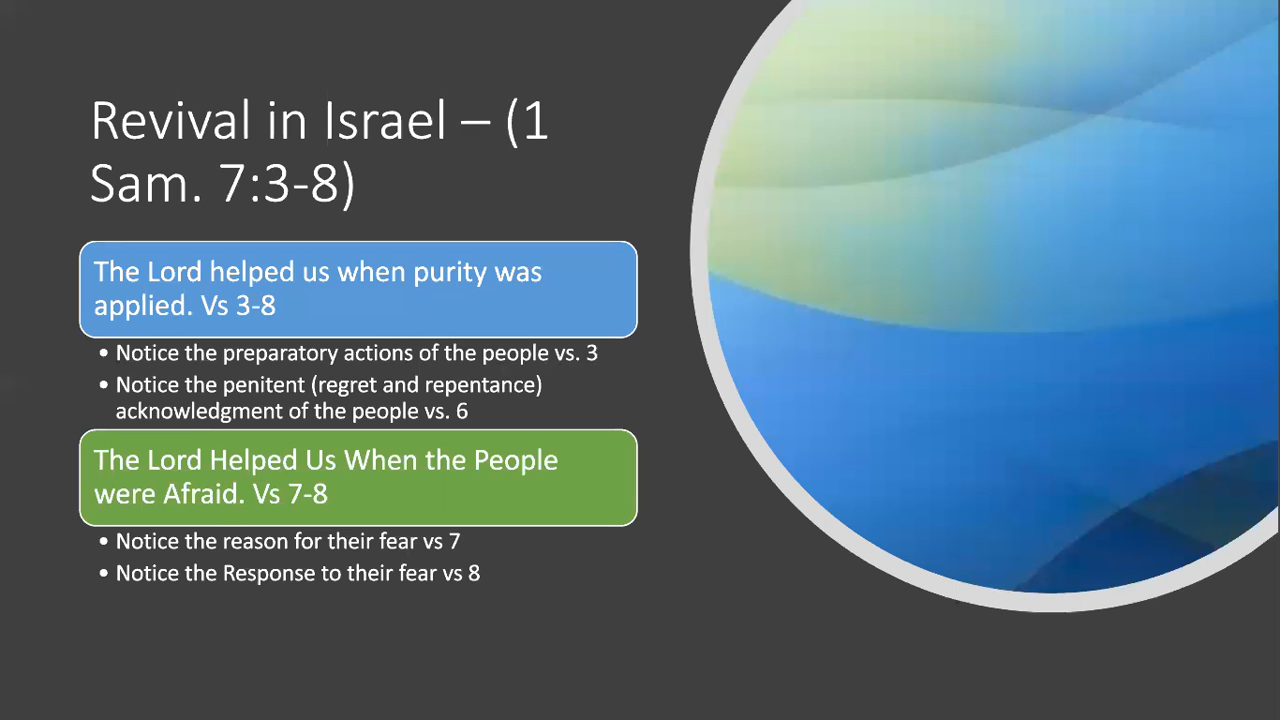 Revival in Israel – (1
Sam. 7:3-8)
The Lord helped us when purity was
applied. Vs 3-8
• Notice the preparatory actions of the people vs. 3
• Notice the penitent (regret and repentance)
acknowledgment of the people vs. 6
The Lord Helped Us When the People
were Afraid. Vs 7-8
• Notice the reason for their fear vs 7
• Notice the Response to their fear vs 8